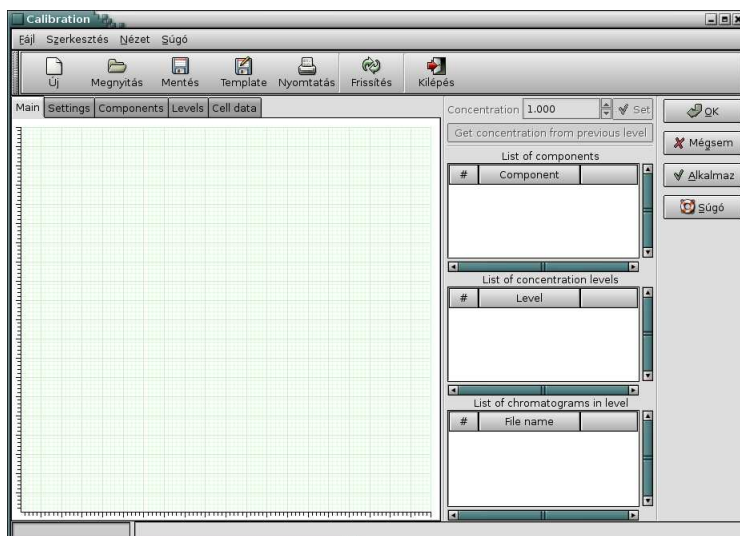 Calibration
Fájl Szerkesztés Nézet Súgó
Új Megnyitás Mentés Template Nyomtatás Frissítés Kilépés
Main Settings Components Levels Cell data
Concentration 1.000 Set
Get concentration from previous level
List of components
# Component
List of concentration levels
# Level
List of chromatograms in level
# File name
OK
Mégsem
Alkalmaz
Súgó